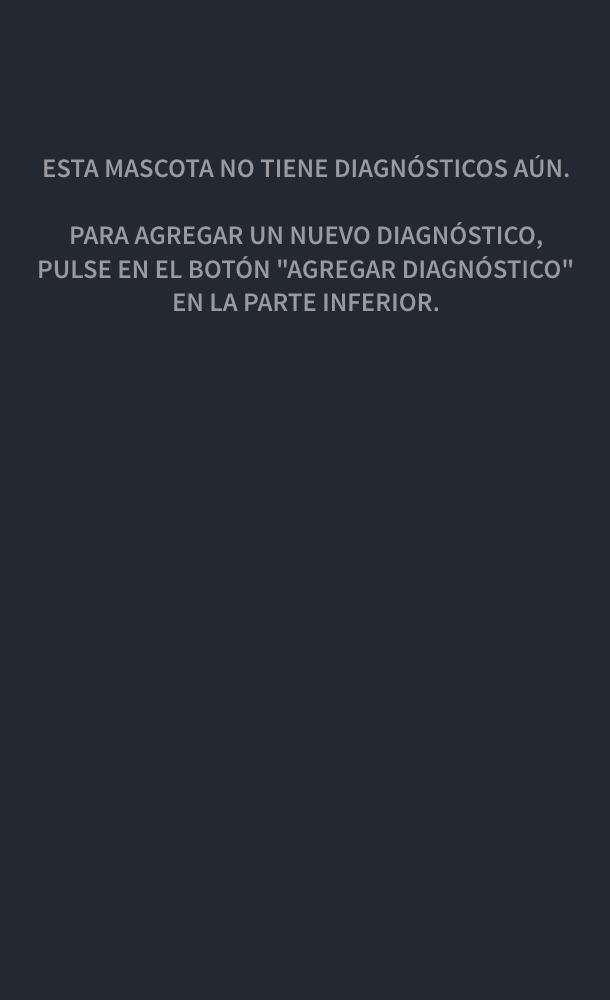 ESTA MASCOTA NO TIENE DIAGNÓSTICOS AÚN.
PARA AGREGAR UN NUEVO DIAGNÓSTICO,
PULSE EN EL BOTÓN "AGREGAR DIAGNÓSTICO"
EN LA PARTE INFERIOR.